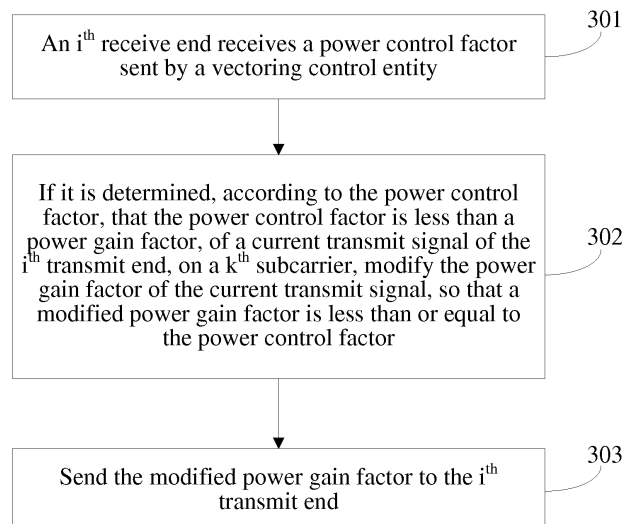 301
An i^th receive end receives a power control factor
sent by a vectoring control entity
If it is determined, according to the power control
factor, that the power control factor is less than a
power gain factor, of a current transmit signal of the
i^th transmit end, on a k^th subcarrier, modify the power
gain factor of the current transmit signal, so that a
modified power gain factor is less than or equal to
the power control factor
302
303
Send the modified power gain factor to the i^th
transmit end